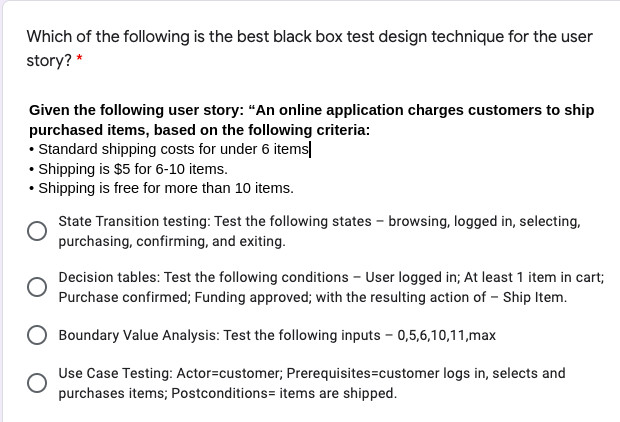 Which of the following is the best black box test design technique for the user
story? *
Given the following user story: “An online application charges customers to ship
purchased items, based on the following criteria:
• Standard shipping costs for under 6 items
• Shipping is $5 for 6-10 items.
• Shipping is free for more than 10 items.
State Transition testing: Test the following states – browsing, logged in, selecting,
purchasing, confirming, and exiting.
Decision tables: Test the following conditions – User logged in; At least 1 item in cart;
Purchase confirmed; Funding approved; with the resulting action of – Ship Item.
Boundary Value Analysis: Test the following inputs – 0,5,6,10,11,max
Use Case Testing: Actor=customer; Prerequisites=customer logs in, selects and
purchases items; Postconditions= items are shipped.